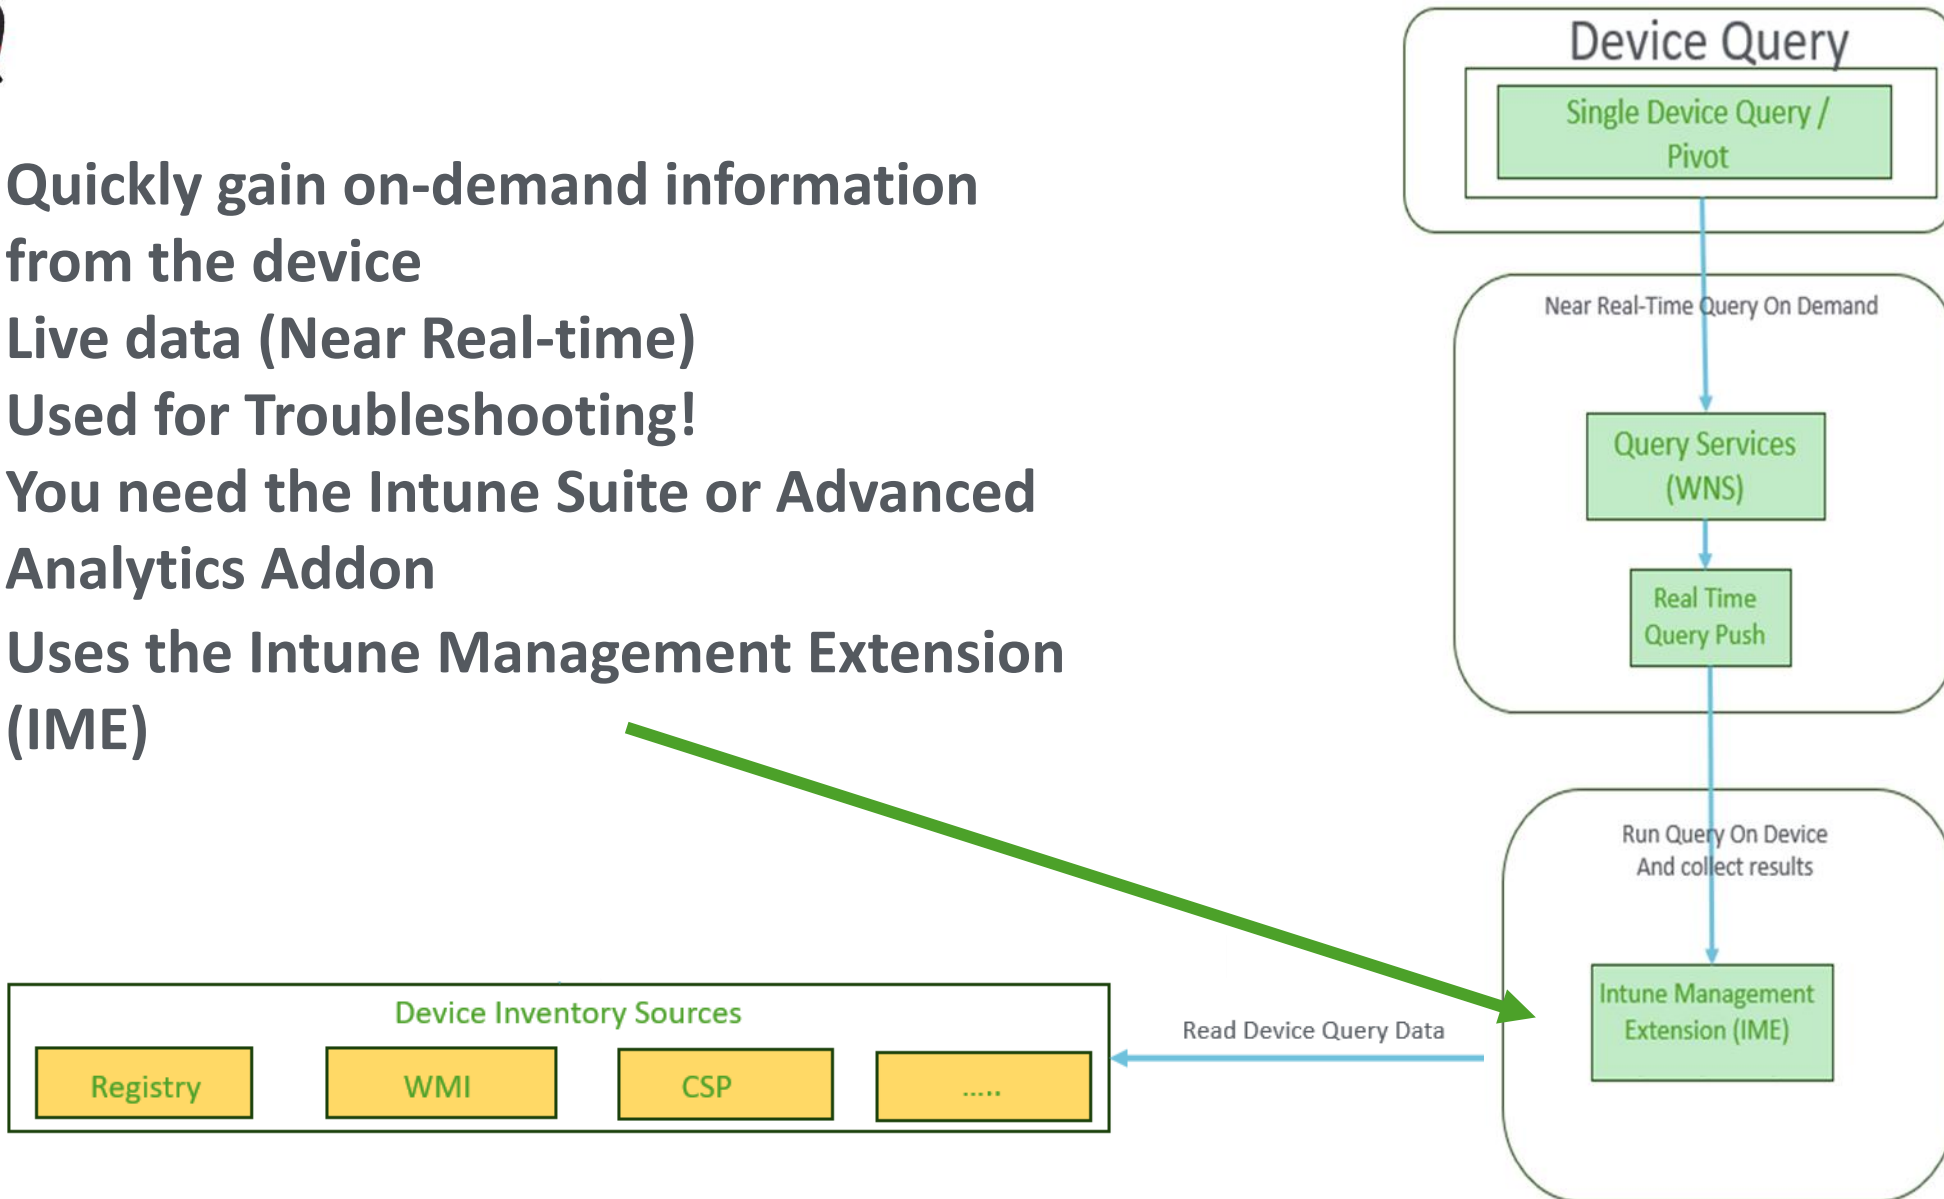 Quickly gain on-demand information
from the device
Live data (Near Real-time)
Used for Troubleshooting!
You need the Intune Suite or Advanced
Analytics Addon
Uses the Intune Management Extension
(IME)
Device Query
Single Device Query /
Pivot
Near Real-Time Query On Demand
Query Services
(WNS)
Real Time
Query Push
Run Query On Device
And collect results
Intune Management
Extension (IME)
Read Device Query Data
Device Inventory Sources
Registry
WMI
CSP
.....